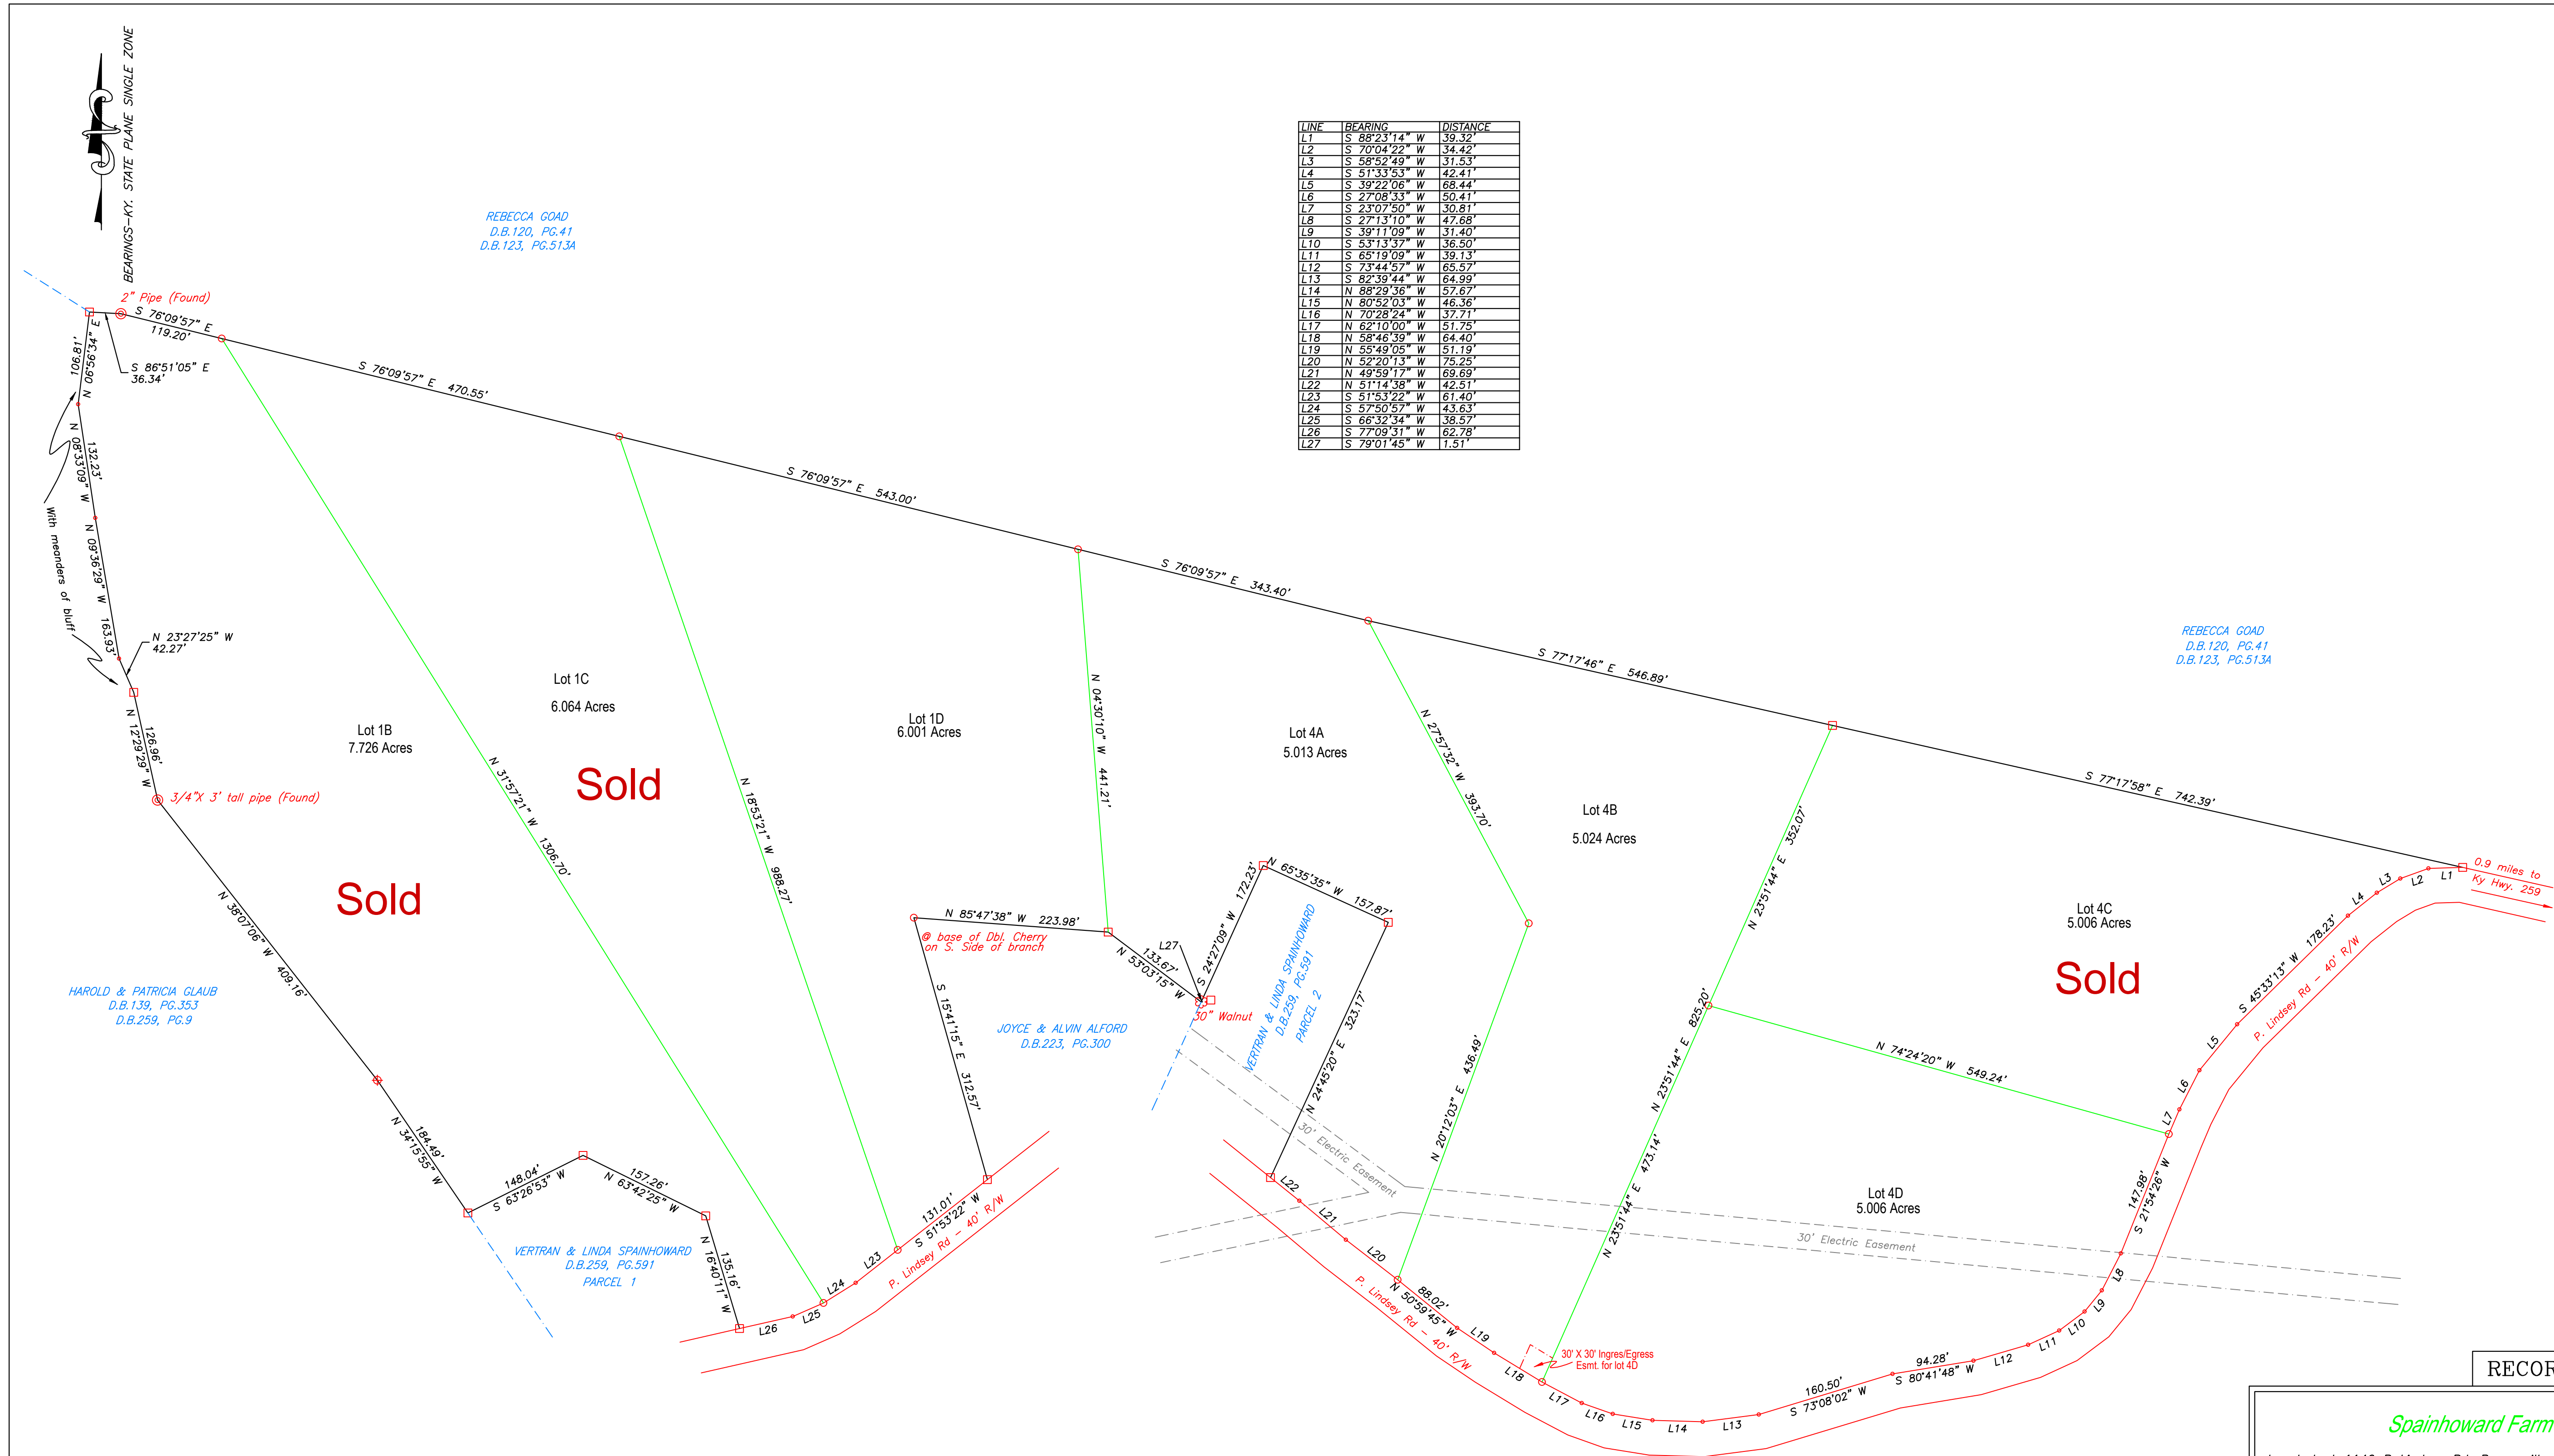 BEARINGS-KY. STATE PLANE SINGLE ZONE
REBECCA GOAD
D.B.120, PG.41
D.B.123, PG.513A
LINE BEARING DISTANCE
L1 S 88°23'14" W 39.32'
L2 S 70°04'22" W 34.42'
L3 S 58°52'49" W 31.53'
L4 S 51°33'53" W 42.41'
L5 S 39°22'06" W 68.44'
L6 S 27°08'33" W 50.41'
L7 S 23°07'50" W 30.81'
L8 S 27°13'10" W 47.68'
L9 S 39°11'09" W 31.40'
L10 S 53°13'37" W 36.50'
L11 S 65°19'09" W 39.13'
L12 S 73°44'57" W 65.57'
L13 S 82°39'44" W 64.99'
L14 N 88°29'36" W 57.67'
L15 N 80°52'03" W 46.36'
L16 N 70°28'24" W 37.71'
L17 N 62°10'00" W 51.75'
L18 N 58°46'39" W 64.40'
L19 N 55°49'05" W 51.19'
L20 N 52°20'13" W 75.25'
L21 N 49°59'17" W 69.69'
L22 N 51°14'38" W 42.51'
L23 S 51°53'22" W 61.40'
L24 S 57°50'57" W 43.63'
L25 S 66°32'34" W 38.57'
L26 S 77°09'31" W 62.78'
L27 S 79°01'45" W 1.51'
2" Pipe (Found)
S 76°09'57" E
119.20'
S 86°51'05" E
36.34'
106.81'
N 06°56'34" E
132.23'
N 08°33'09" W
N 09°36'29" W 163.93'
With meanders of bluff
N 23°27'25" W
42.27'
126.96'
N 12°29'29" W
3/4"X 3' tall pipe (Found)
S 76°09'57" E 470.55'
S 76°09'57" E 543.00'
S 76°09'57" E 343.40'
S 77°17'46" E 546.89'
S 77°17'58" E 742.39'
REBECCA GOAD
D.B.120, PG.41
D.B.123, PG.513A
Lot 1B
7.726 Acres
Sold
Lot 1C
6.064 Acres
Sold
Lot 1D
6.001 Acres
Lot 4A
5.013 Acres
Lot 4B
5.024 Acres
Lot 4C
5.006 Acres
Sold
Lot 4D
5.006 Acres
N 31°57'21" W 1306.70'
N 18°53'21" W 988.27'
N 04°30'10" W 441.21'
N 27°57'32" W 393.70'
N 23°51'44" E 352.07'
N 23°51'44" E 825.20'
N 23°51'44" E 473.14'
N 20°12'03" E 436.49'
N 74°24'20" W 549.24'
N 38°07'06" W 409.16'
HAROLD & PATRICIA GLAUB
D.B.139, PG.353
D.B.259, PG.9
184.49'
N 34°15'55" W
148.04'
S 63°26'53" W
157.26'
N 63°42'25" W
135.16'
N 16°40'11" W
VERTRAN & LINDA SPAINHOWARD
D.B.259, PG.591
PARCEL 1
N 85°47'38" W 223.98'
@ base of Dbl. Cherry
on S. Side of branch
S 15°41'15" E 312.57'
133.67'
N 53°03'15" W
L27
30" Walnut
JOYCE & ALVIN ALFORD
D.B.223, PG.300
S 24°27'09" W 172.23'
N 65°35'35" W
157.87'
VERTRAN & LINDA SPAINHOWARD
D.B.259, PG.591
PARCEL 2
N 24°45'20" E 323.17'
30' Electric Easement
30' Electric Easement
L26
L25
L24
L23
131.01'
S 51°53'22" W
P. Lindsey Rd - 40' R/W
L22
L21
L20
88.02'
N 50°59'45" W
P. Lindsey Rd - 40' R/W
L19
L18
30' X 30' Ingres/Egress
Esmt. for lot 4D
L17
L16
L15
L14
L13
160.50'
S 73°08'02" W
94.28'
S 80°41'48" W
L12
L11
L10
L9
L8
147.98'
S 21°54'26" W
L7
L6
L5
S 45°33'13" W 178.23'
P. Lindsey Rd - 40' R/W
L4
L3
L2
L1
0.9 miles to
Ky Hwy. 259
RECOR
Spainhoward Farm